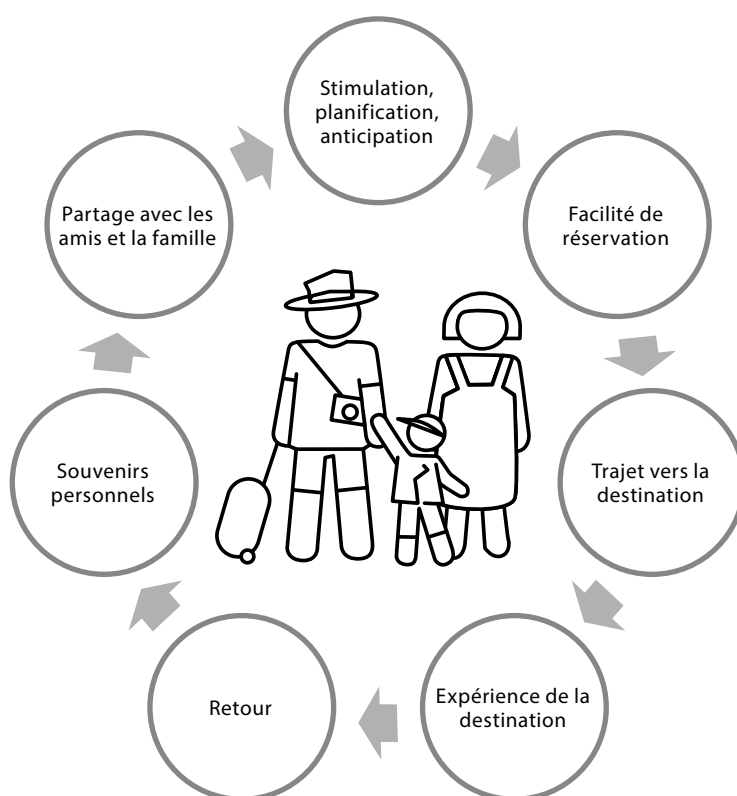 Stimulation,
planification,
anticipation
Facilité de
réservation
Trajet vers la
destination
Expérience de la
destination
Retour
Souvenirs
personnels
Partage avec les
amis et la famille